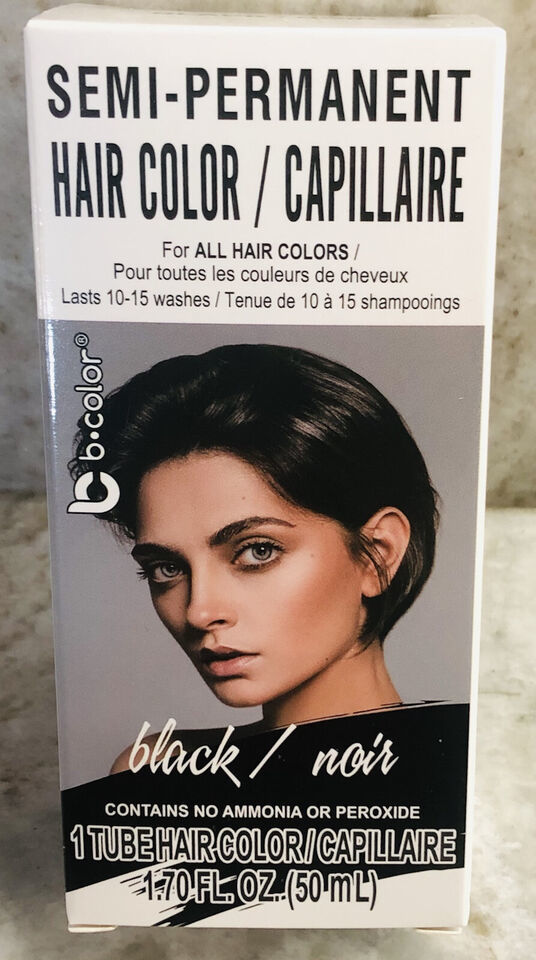 SEMI-PERMANENT
HAIR COLOR / CAPILLAIRE
For ALL HAIR COLORS /
Pour toutes les couleurs de cheveux
Lasts 10-15 washes / Tenue de 10 à 15 shampooings
b•color®
black / noir
CONTAINS NO AMMONIA OR PEROXIDE
1 TUBE HAIR COLOR / CAPILLAIRE
1.70 FL. OZ. (50 mL)